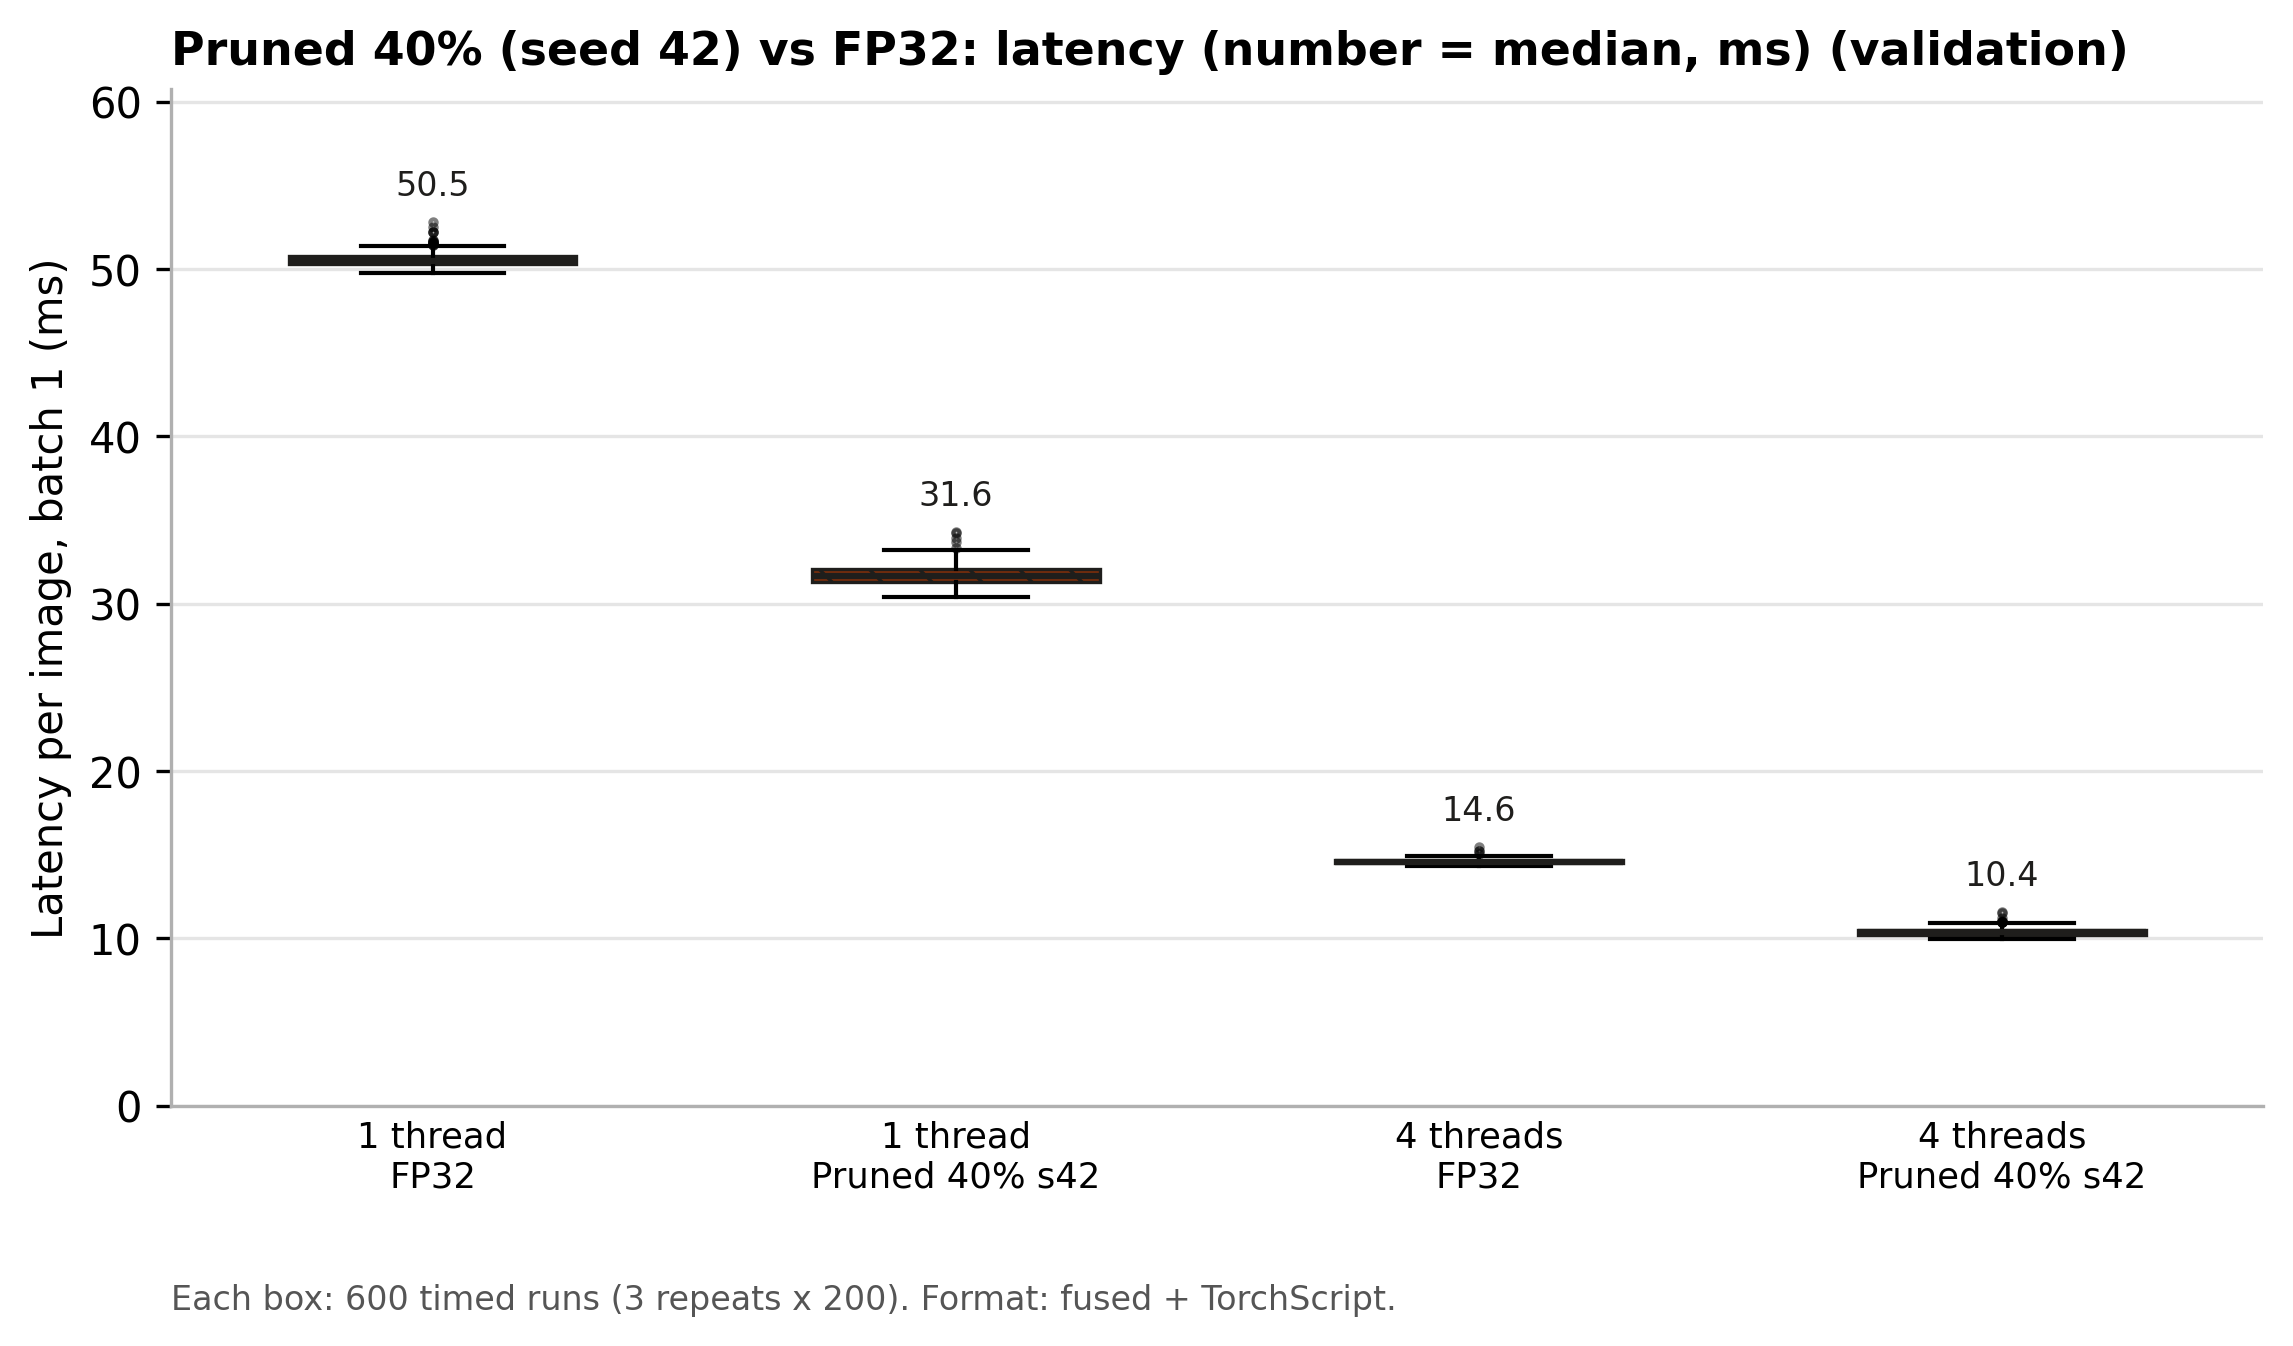 Pruned 40% (seed 42) vs FP32: latency (number = median, ms) (validation)
Latency per image, batch 1 (ms)
60
50
40
30
20
10
0
50.5
31.6
14.6
10.4
1 thread
FP32
1 thread
Pruned 40% s42
4 threads
FP32
4 threads
Pruned 40% s42
Each box: 600 timed runs (3 repeats x 200). Format: fused + TorchScript.